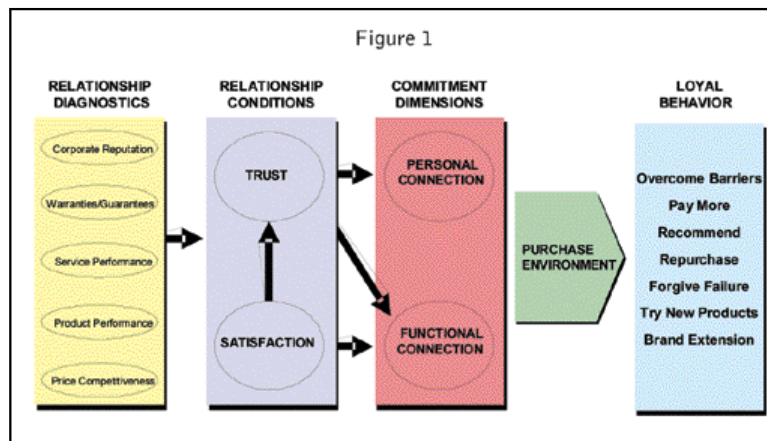 Figure 1
RELATIONSHIP
DIAGNOSTICS
Corporate Reputation
Warranties/Guarantees
Service Performance
Product Performance
Price Compettiveness
RELATIONSHIP
CONDITIONS
TRUST
SATISFACTION
COMMITMENT
DIMENSIONS
PERSONAL
CONNECTION
FUNCTIONAL
CONNECTION
PURCHASE
ENVIRONMENT
LOYAL
BEHAVIOR
Overcome Barriers
Pay More
Recommend
Repurchase
Forgive Failure
Try New Products
Brand Extension